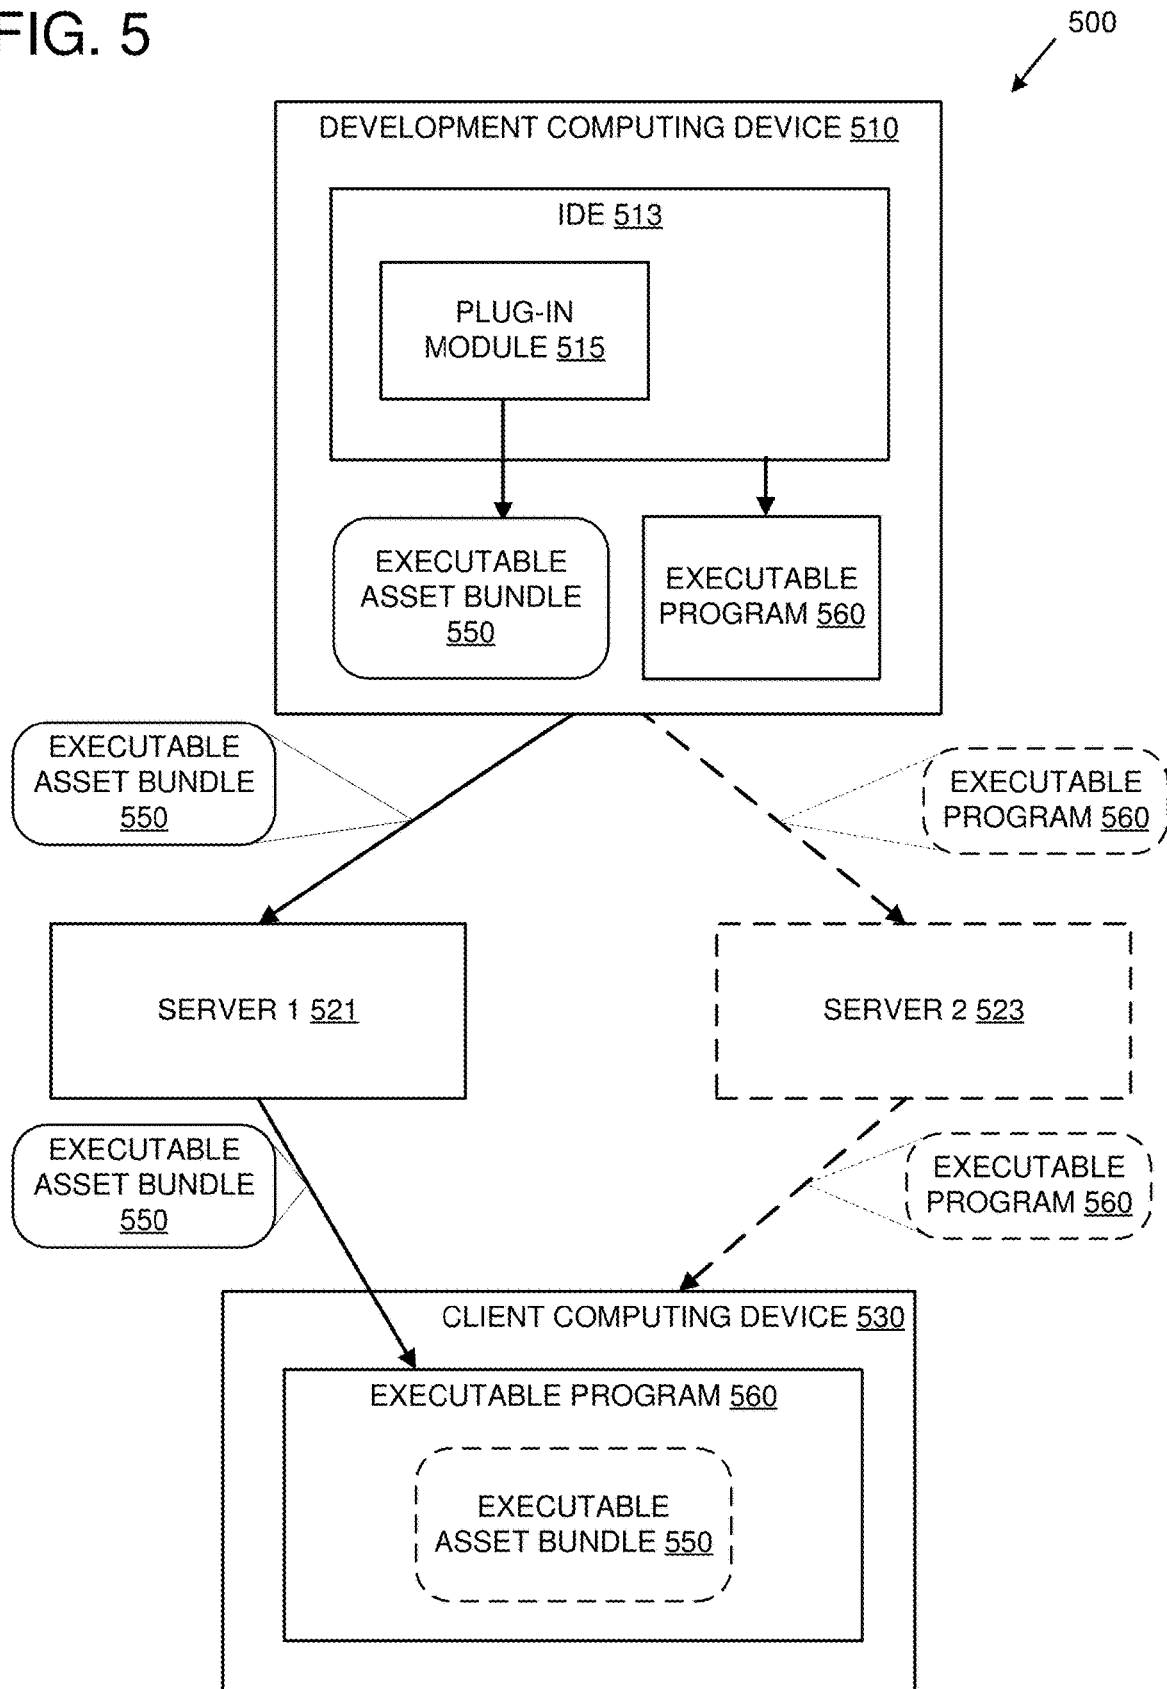 FIG. 5
500
DEVELOPMENT COMPUTING DEVICE 510
IDE 513
PLUG-IN
MODULE 515
EXECUTABLE
ASSET BUNDLE
550
EXECUTABLE
PROGRAM 560
EXECUTABLE
ASSET BUNDLE
550
EXECUTABLE
PROGRAM 560
SERVER 1 521
SERVER 2 523
EXECUTABLE
ASSET BUNDLE
550
EXECUTABLE
PROGRAM 560
CLIENT COMPUTING DEVICE 530
EXECUTABLE PROGRAM 560
EXECUTABLE
ASSET BUNDLE 550